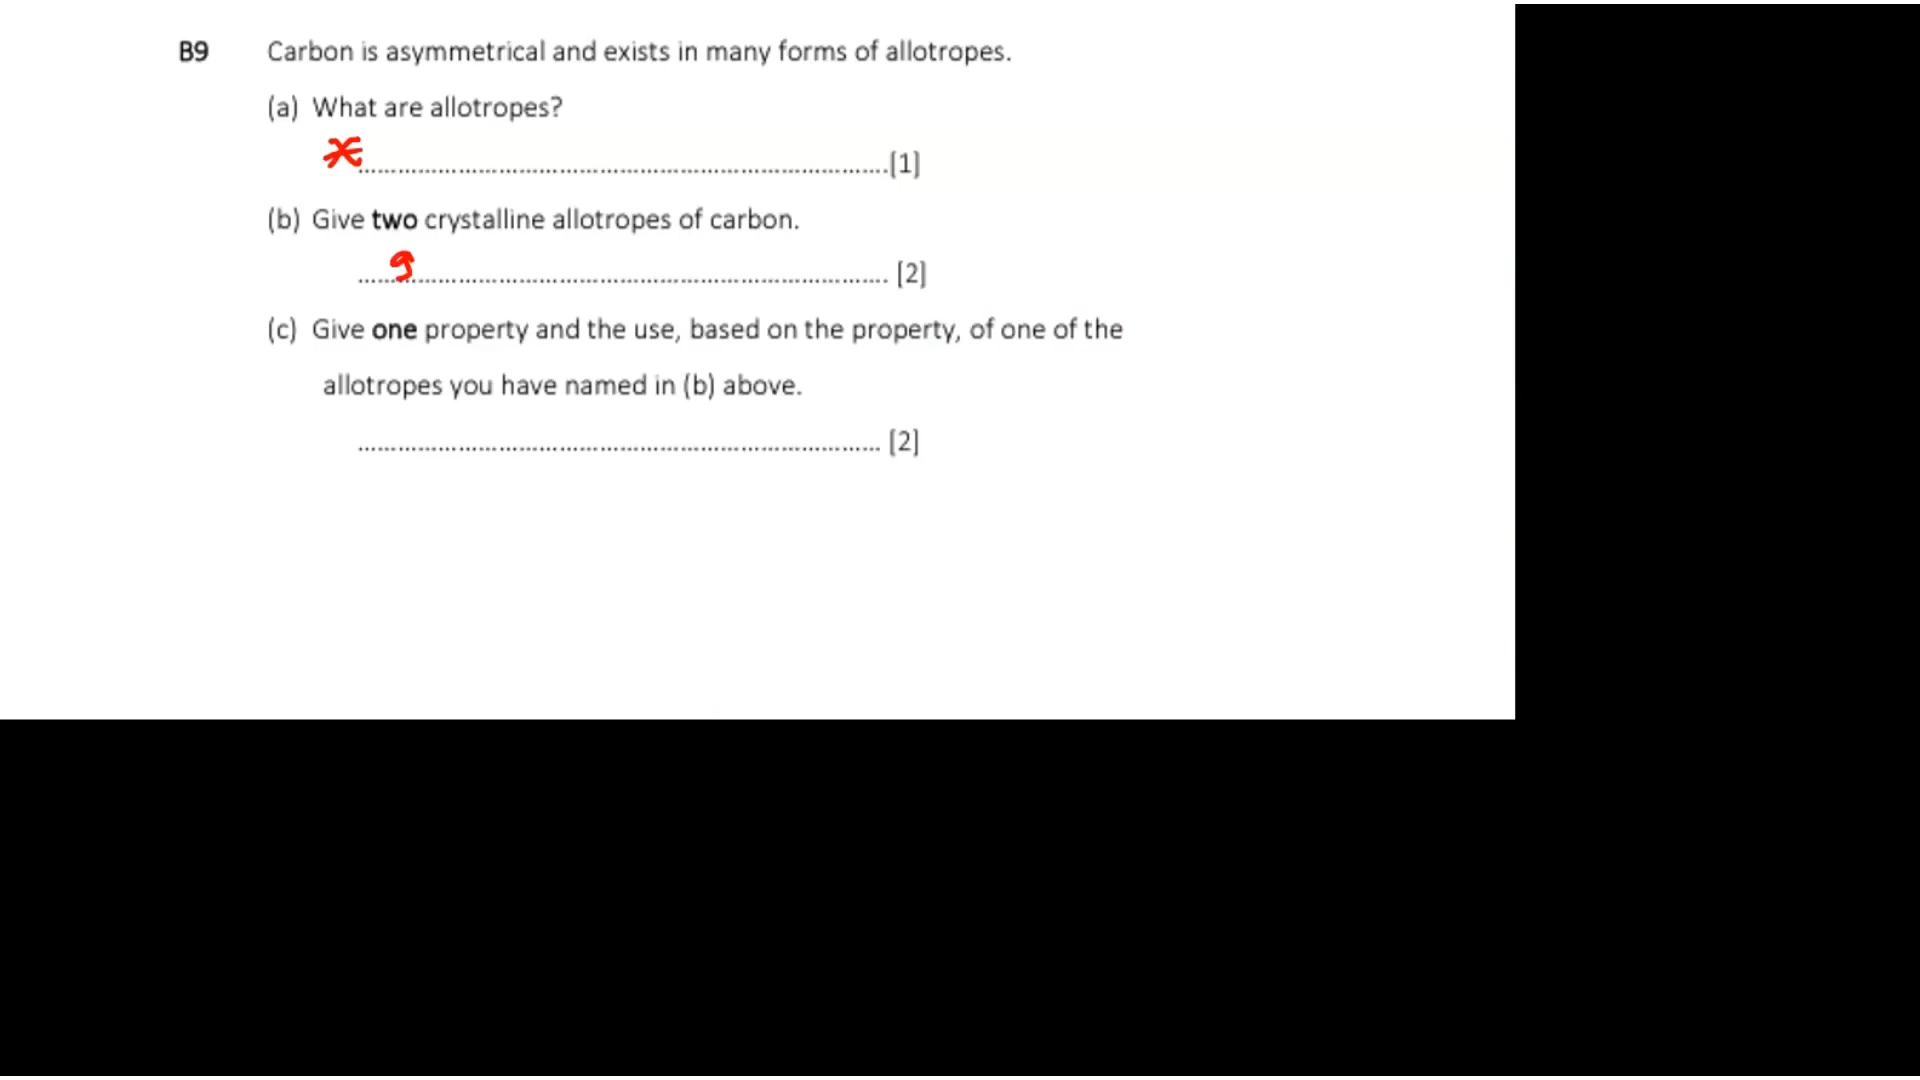 B9 Carbon is asymmetrical and exists in many forms of allotropes.
(a) What are allotropes?
........................................................................[1]
(b) Give two crystalline allotropes of carbon.
........................................................................ [2]
(c) Give one property and the use, based on the property, of one of the
allotropes you have named in (b) above.
........................................................................ [2]